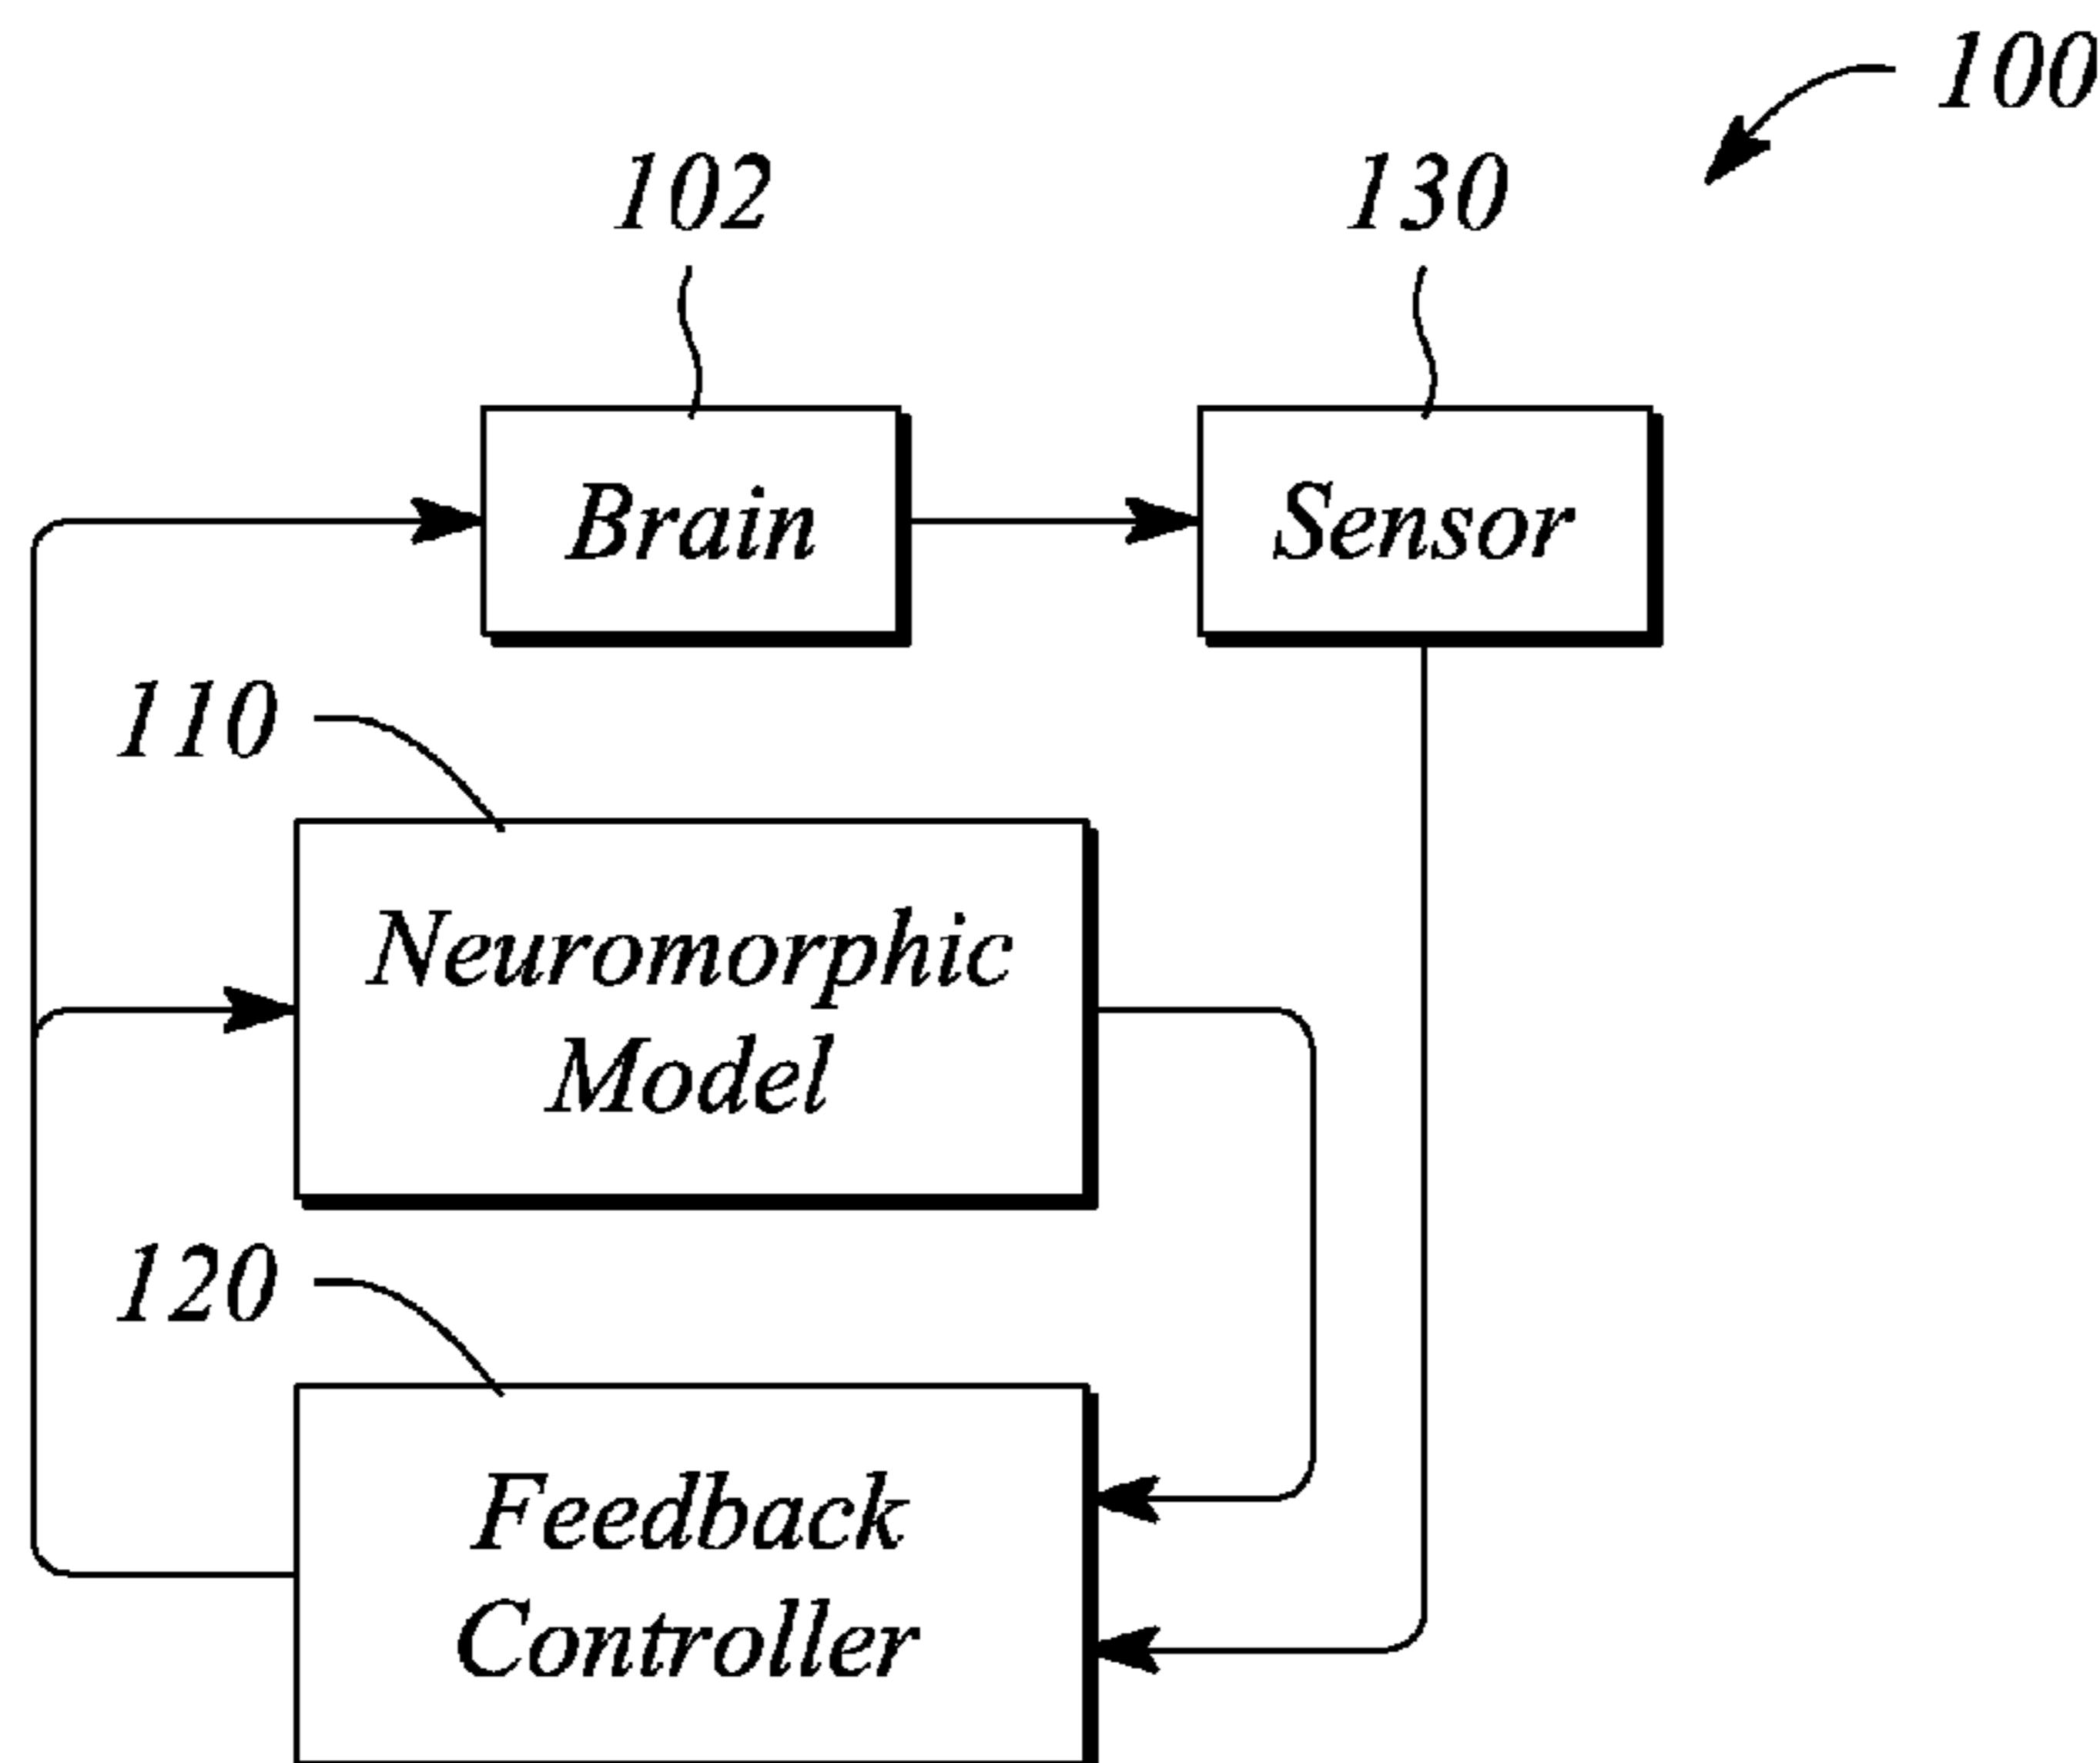 100
102
130
Brain
Sensor
110
Neuromorphic
Model
120
Feedback
Controller